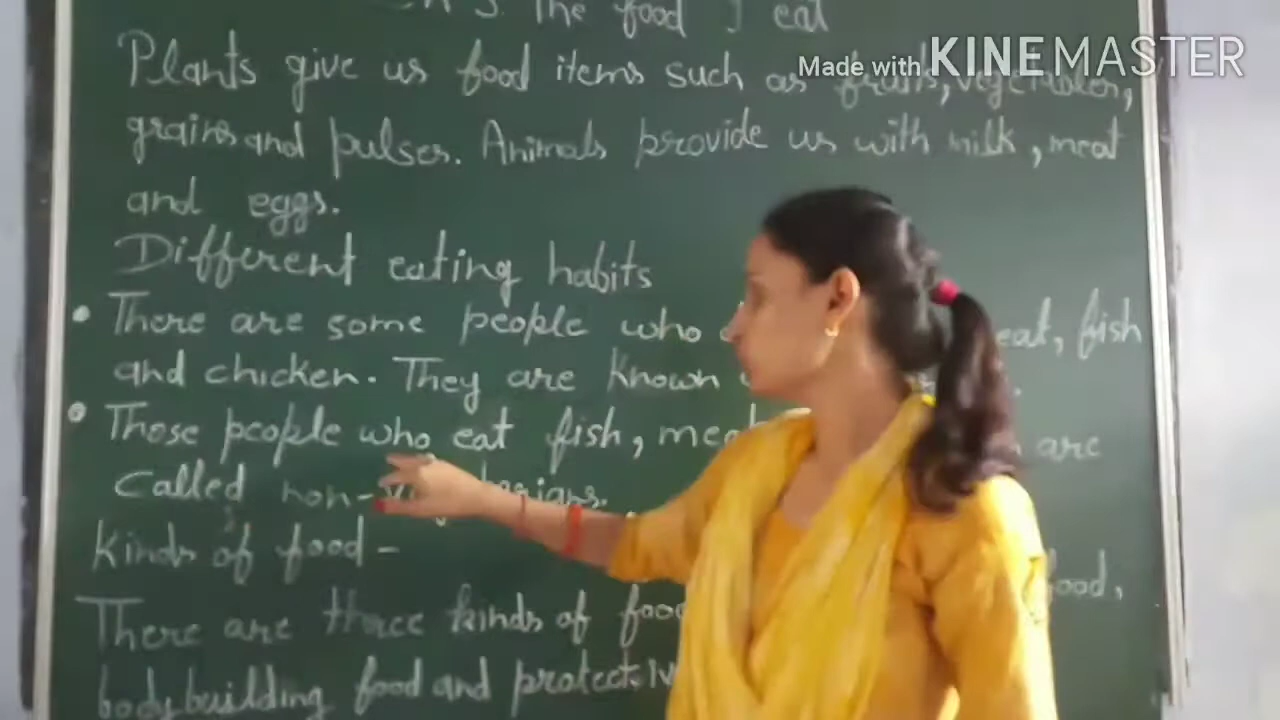 3. The food I eat
Made with KINEMASTER
Plants give us food items such as fruits, vegetables,
grains and pulses. Animals provide us with milk, meat
and eggs.
Different eating habits
• There are some people who eat, fish
and chicken. They are known
• Those people who eat fish, meat are
Called non-vegetarians.
Kinds of food-
There are three kinds of food food,
bodybuilding food and protective